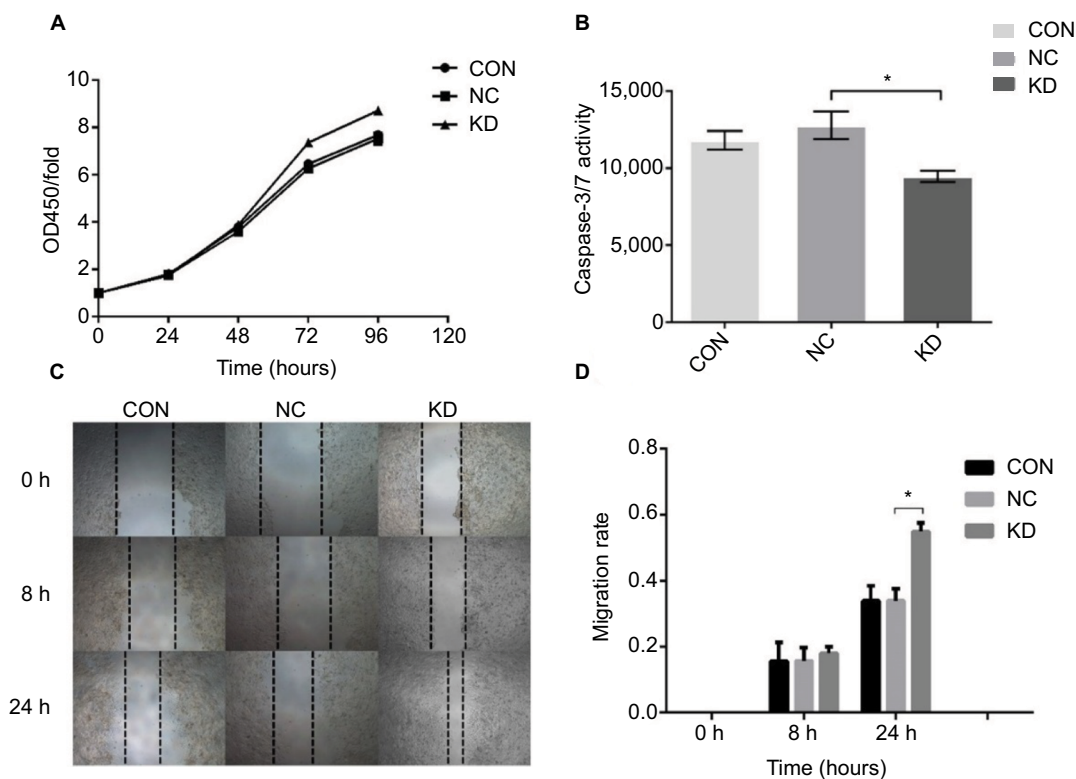 A
CON
NC
KD
OD450/fold
10
8
6
4
2
0
0 24 48 72 96 120
Time (hours)
B
CON
NC
KD
*
Caspase-3/7 activity
15,000
10,000
5,000
0
CON NC KD
C
CON NC KD
0 h
8 h
24 h
D
CON
NC
KD
*
Migration rate
0.8
0.6
0.4
0.2
0.0
0 h 8 h 24 h
Time (hours)